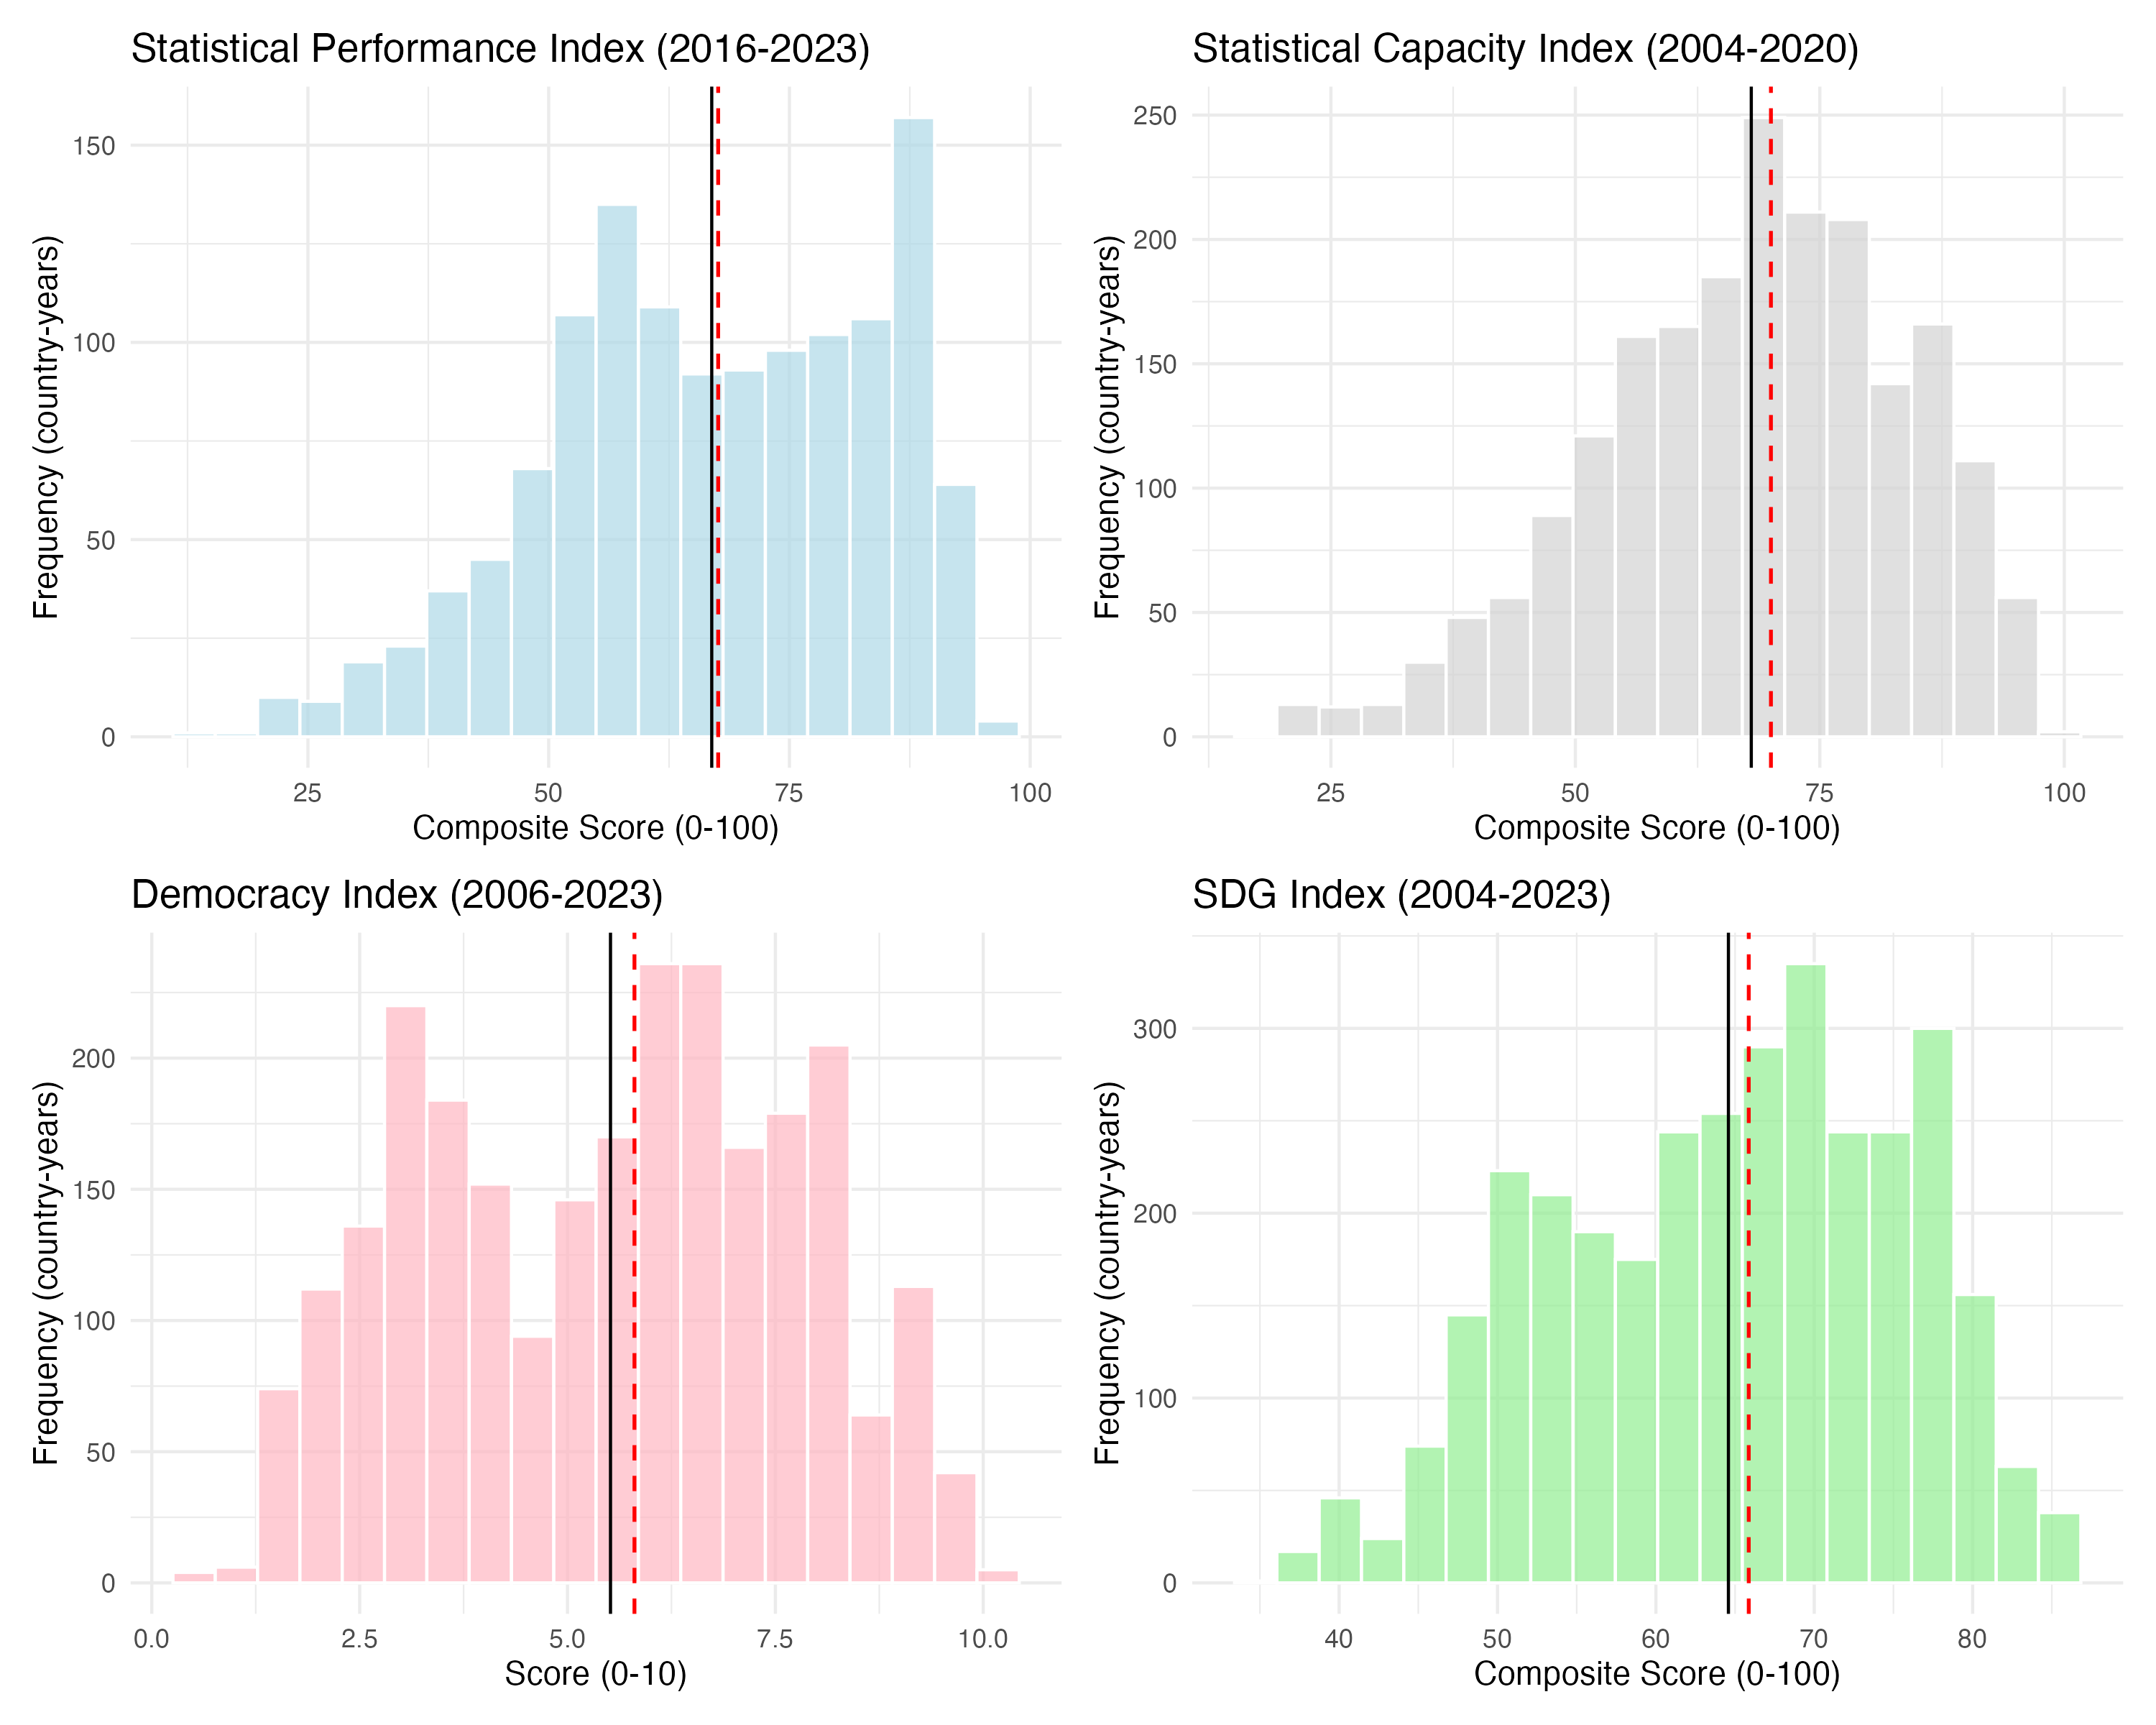 Statistical Performance Index (2016-2023)
Frequency (country-years)
150
100
50
0
25 50 75 100
Composite Score (0-100)
Statistical Capacity Index (2004-2020)
Frequency (country-years)
250
200
150
100
50
0
25 50 75 100
Composite Score (0-100)
Democracy Index (2006-2023)
Frequency (country-years)
200
150
100
50
0
0.0 2.5 5.0 7.5 10.0
Score (0-10)
SDG Index (2004-2023)
Frequency (country-years)
300
200
100
0
40 50 60 70 80
Composite Score (0-100)